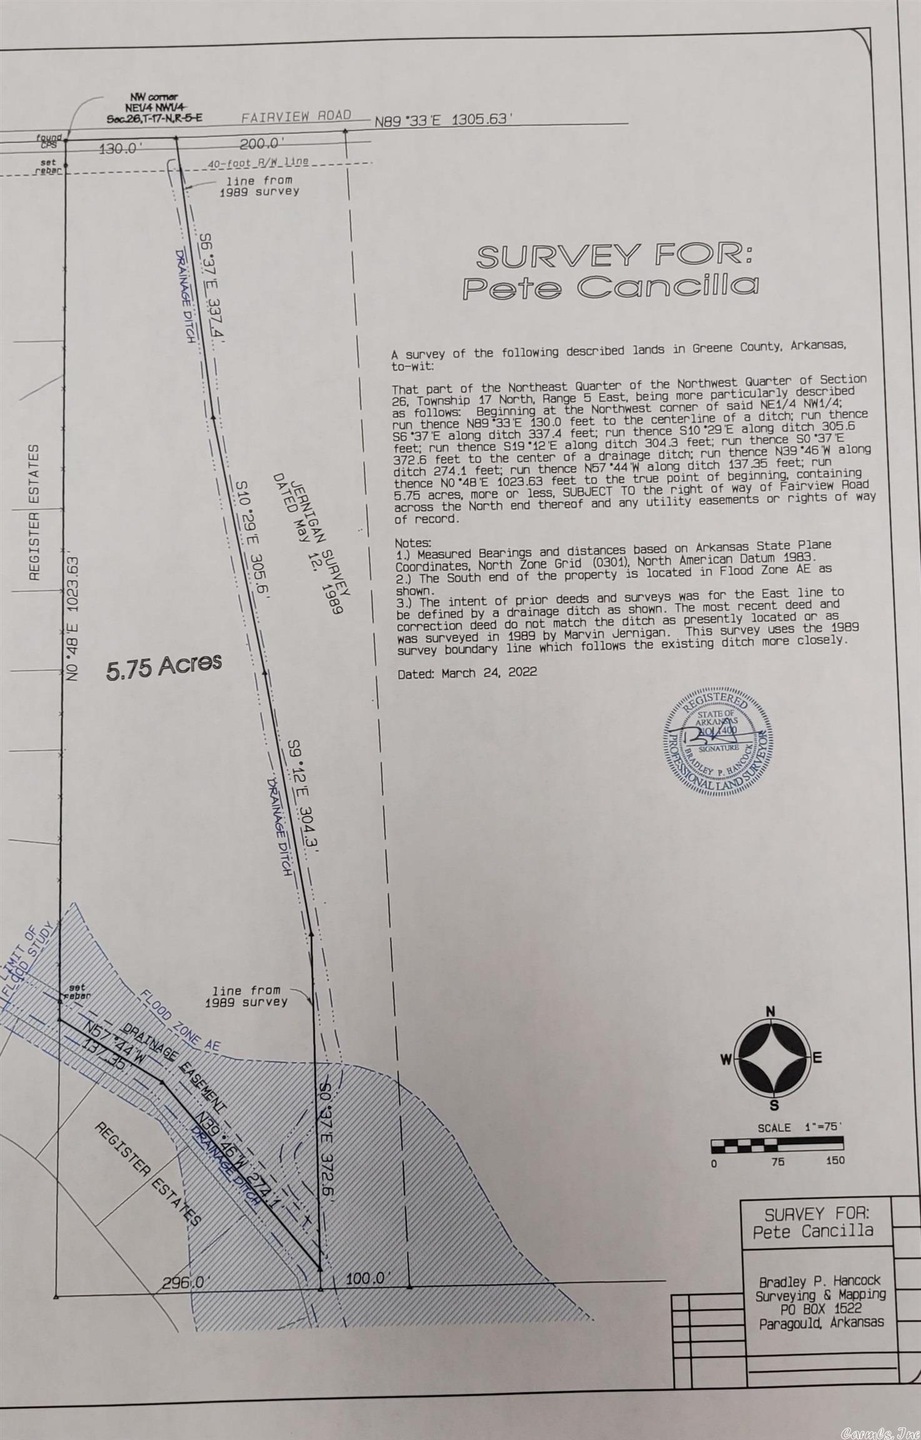 NW corner
NE1/4 NW1/4
Sec.26,T-17-N,R-5-E
FAIRVIEW ROAD
N89°33'E 1305.63'
found
GPS
130.0'
200.0'
set
rebar
40-foot R/W line
line from
1989 survey
S6°37'E 337.4'
DRAINAGE DITCH
SURVEY FOR:
Pete Cancilla
A survey of the following described lands in Greene County, Arkansas,
to-wit:
That part of the Northeast Quarter of the Northwest Quarter of Section
26, Township 17 North, Range 5 East, being more particularly described
as follows: Beginning at the Northwest corner of said NE1/4 NW1/4;
run thence N89°33'E 130.0 feet to the centerline of a ditch; run thence
S6°37'E along ditch 337.4 feet; run thence S10°29'E along ditch 305.6
feet; run thence S19°12'E along ditch 304.3 feet; run thence S0°37'E
372.6 feet to the center of a drainage ditch; run thence N39°46'W along
ditch 274.1 feet; run thence N57°44'W along ditch 137.35 feet; run
thence N0°48'E 1023.63 feet to the true point of beginning, containing
5.75 acres, more or less, SUBJECT TO the right of way of Fairview Road
across the North end thereof and any utility easements or rights of way
of record.
Notes:
1.) Measured Bearings and distances based on Arkansas State Plane
Coordinates, North Zone Grid (0301), North American Datum 1983.
2.) The South end of the property is located in Flood Zone AE as
shown.
3.) The intent of prior deeds and surveys was for the East line to
be defined by a drainage ditch as shown. The most recent deed and
correction deed do not match the ditch as presently located or as
was surveyed in 1989 by Marvin Jernigan. This survey uses the 1989
survey boundary line which follows the existing ditch more closely.
Dated: March 24, 2022
REGISTER ESTATES
N0°48'E 1023.63'
S10°29'E 305.6'
JERNIGAN SURVEY
DATED May 12, 1989
5.75 Acres
REGISTERED
STATE OF
ARKANSAS
NO. 1400
SIGNATURE
BRADLEY P. HANCOCK
PROFESSIONAL LAND SURVEYOR
S9°12'E 304.3'
DRAINAGE DITCH
LIMIT OF
FLOOD STUDY
set
rebar
line from
1989 survey
FLOOD ZONE AE
N57°44'W
137.35'
DRAINAGE EASEMENT
N39°46'W 274.1'
DRAINAGE DITCH
S0°37'E 372.6'
REGISTER ESTATES
296.0'
100.0'
N
W
E
S
SCALE 1"=75'
0 75 150
SURVEY FOR:
Pete Cancilla
Bradley P. Hancock
Surveying & Mapping
PO BOX 1522
Paragould, Arkansas
Carmls, Inc